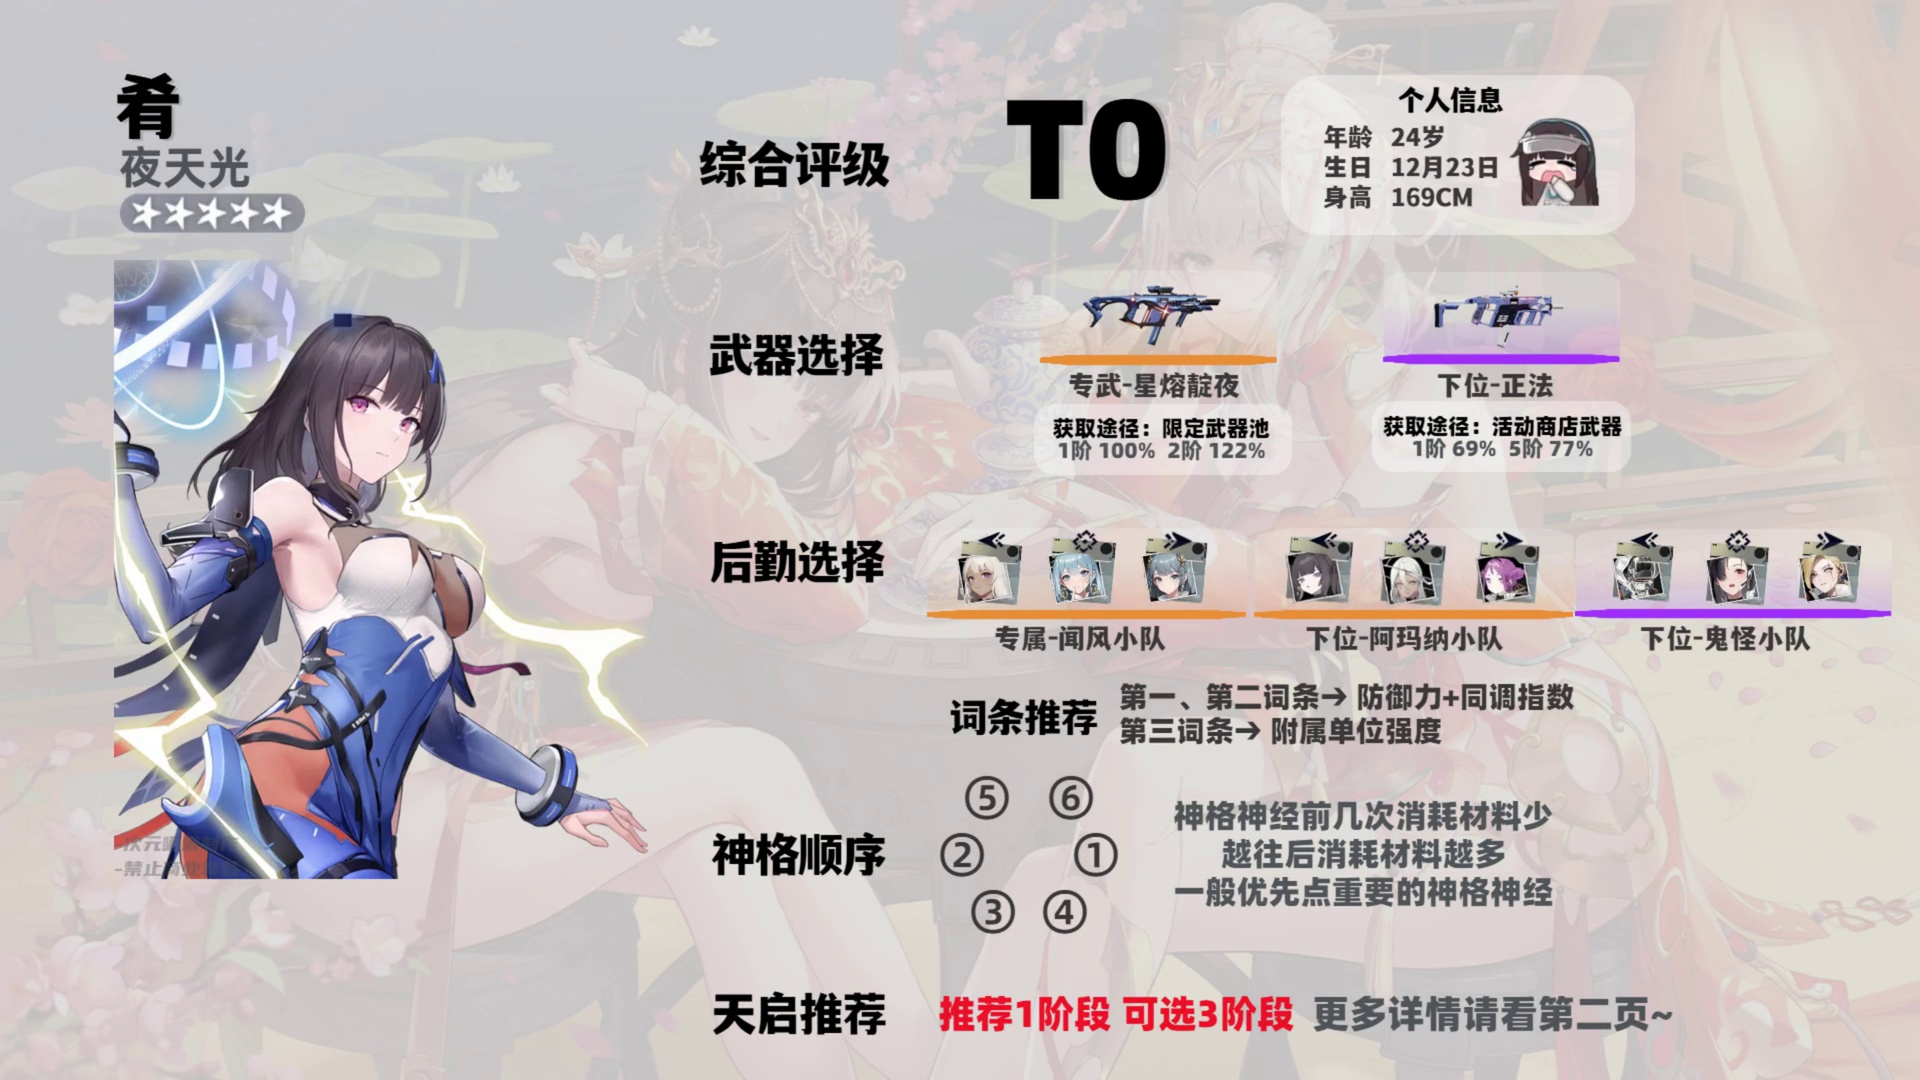 肴
夜天光
综合评级
T0
个人信息
年龄 24岁
生日 12月23日
身高 169CM
武器选择
专武-星熔靛夜
获取途径：限定武器池
1阶 100% 2阶 122%
下位-正法
获取途径：活动商店武器
1阶 69% 5阶 77%
后勤选择
专属-闻风小队
下位-阿玛纳小队
下位-鬼怪小队
词条推荐
第一、第二词条→ 防御力+同调指数
第三词条→ 附属单位强度
神格顺序
⑤ ⑥
② ①
③ ④
神格神经前几次消耗材料少
越往后消耗材料越多
一般优先点重要的神格神经
天启推荐
推荐1阶段 可选3阶段 更多详情请看第二页~